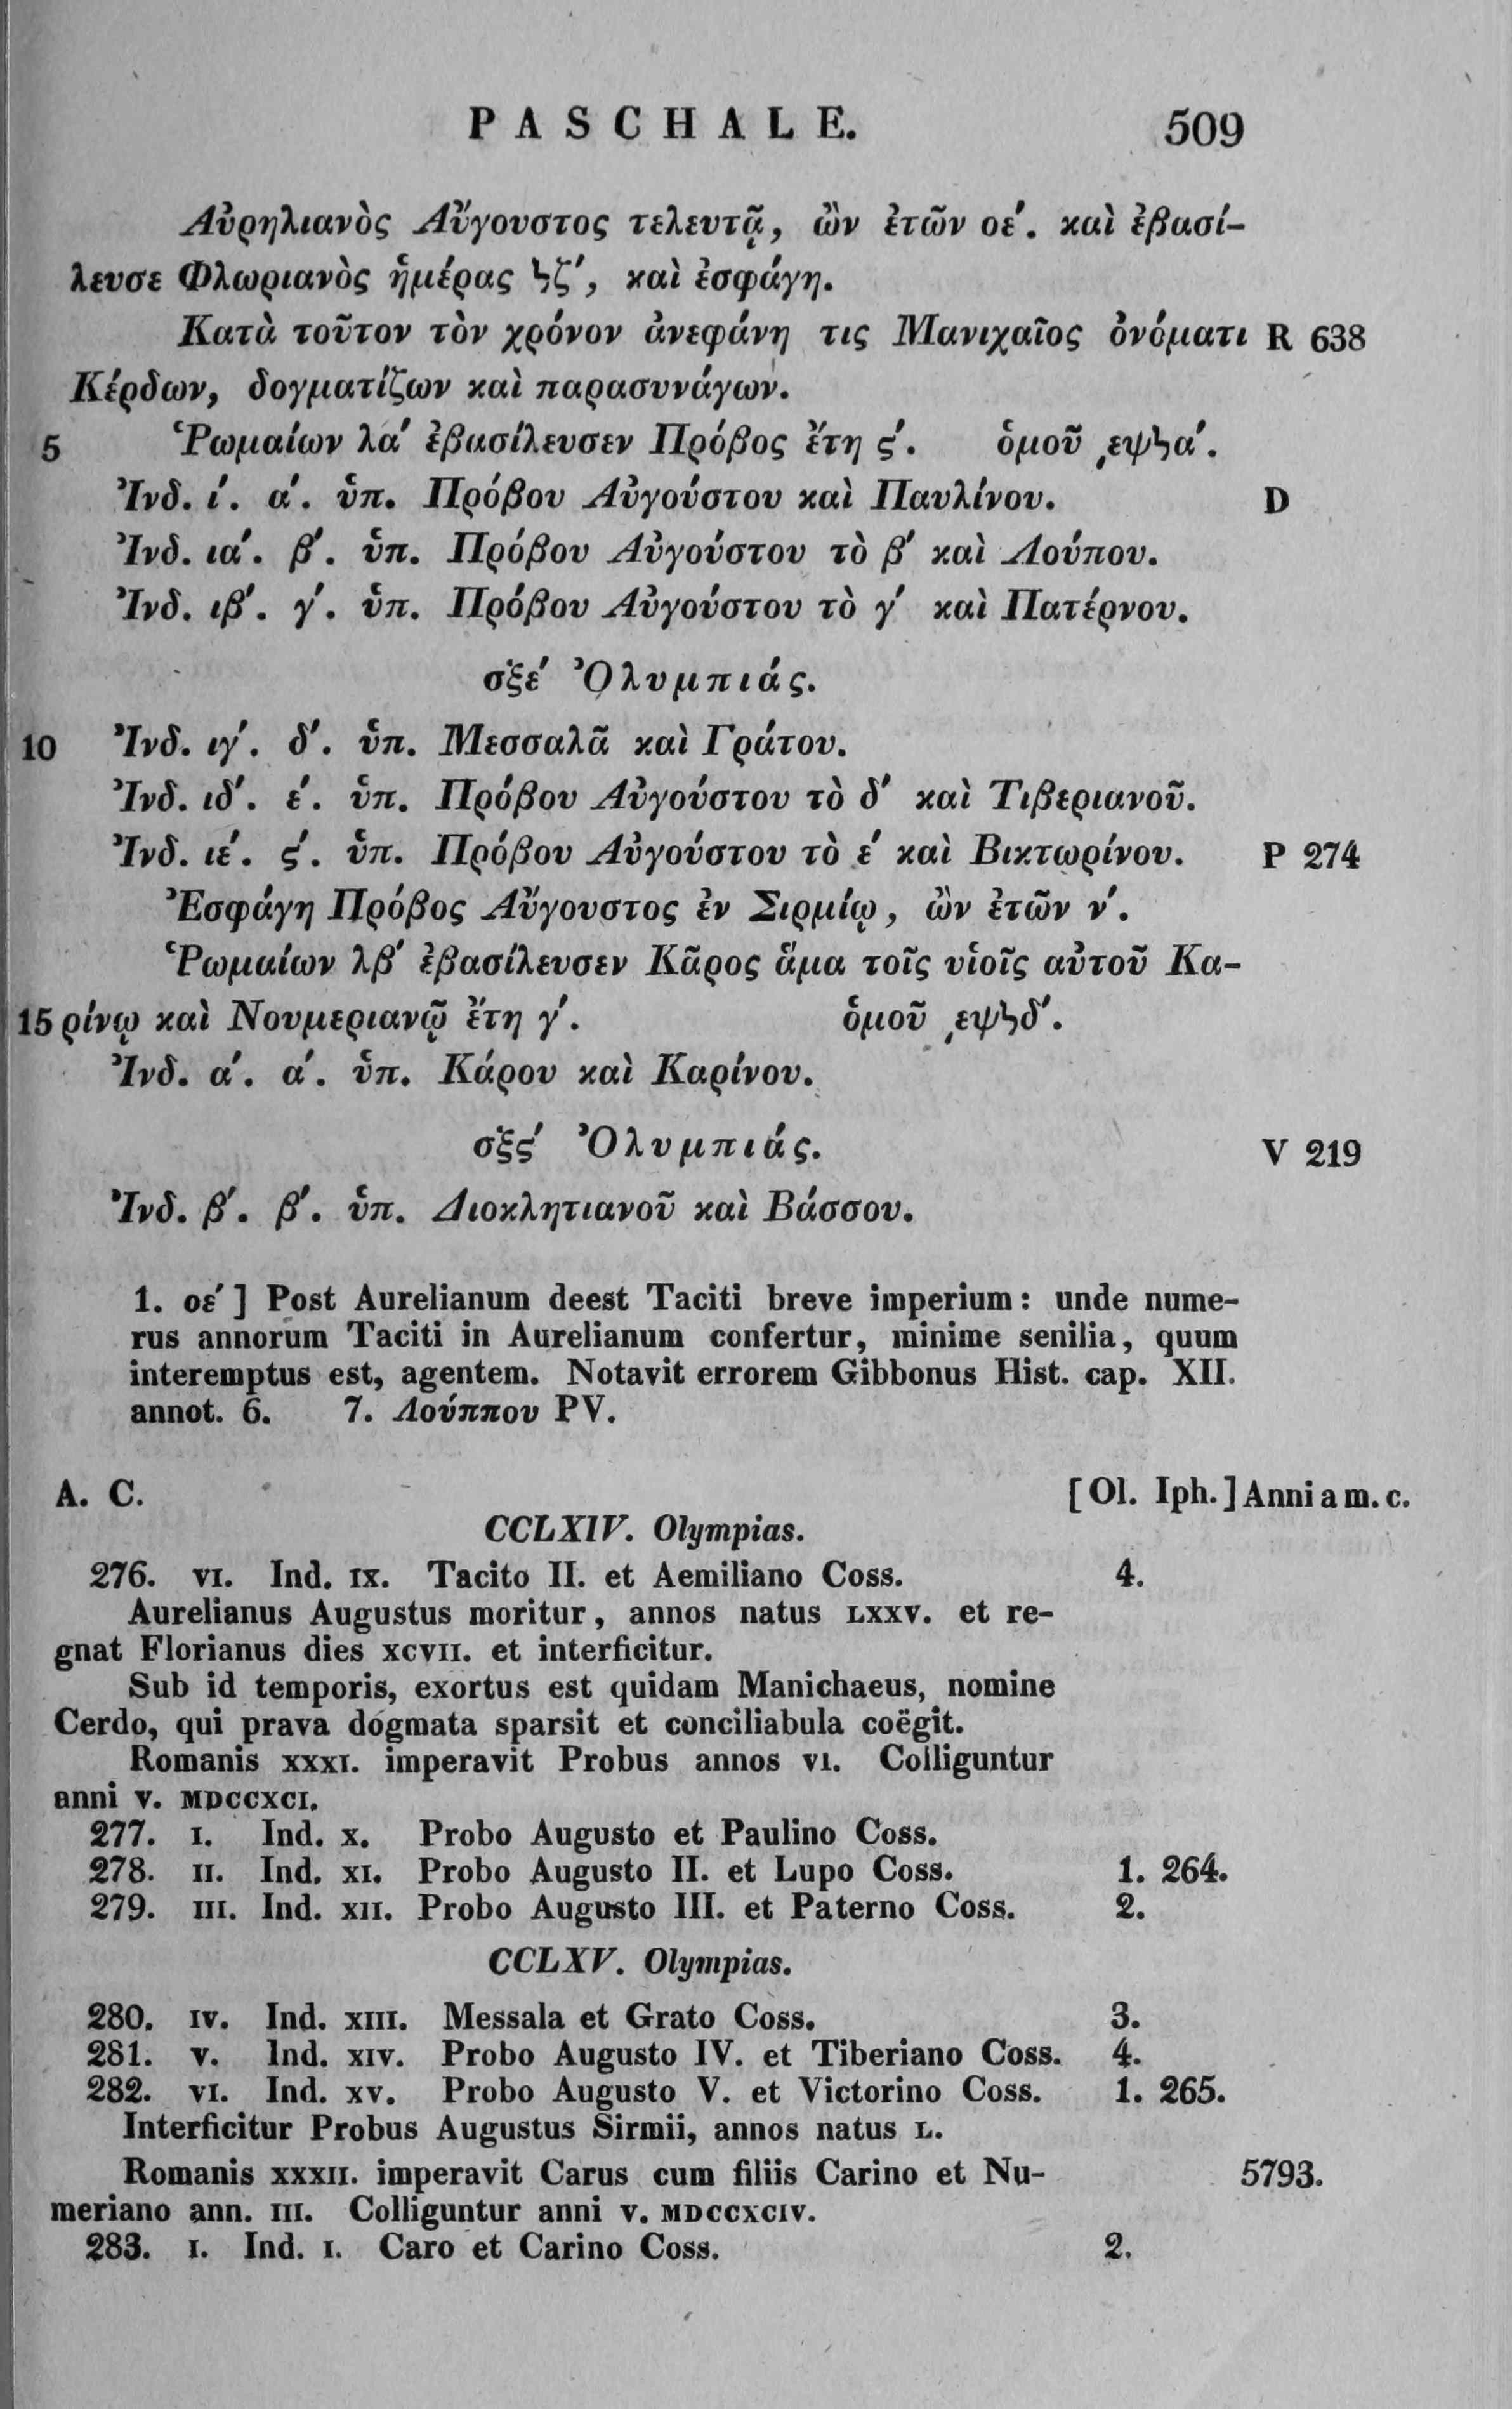 PASCHALE. 509
Αὐρηλιανὸς Αὔγουστος τελευτᾷ, ὢν ἐτῶν οε΄. καὶ ἐβασί-
λευσε Φλωριανὸς ἡμέρας ϟζ΄, καὶ ἐσφάγη.
Κατὰ τοῦτον τὸν χρόνον ἀνεφάνη τις Μανιχαῖος ὀνόματι R 638
Κέρδων, δογματίζων καὶ παρασυνάγων.
5 Ῥωμαίων λα΄ ἐβασίλευσεν Πρόβος ἔτη ϛ΄. ὁμοῦ ͵εψϟα΄.
Ἰνδ. ί. α΄. ὑπ. Πρόβου Αὐγούστου καὶ Παυλίνου. D
Ἰνδ. ια΄. β΄. ὑπ. Πρόβου Αὐγούστου τὸ β΄ καὶ Λούπου.
Ἰνδ. ιβ΄. γ΄. ὑπ. Πρόβου Αὐγούστου τὸ γ΄ καὶ Πατέρνου.
σξε΄ Ὀλυμπιάς.
10 Ἰνδ. ιγ΄. δ΄. ὑπ. Μεσσαλᾶ καὶ Γράτου.
Ἰνδ. ιδ΄. ε΄. ὑπ. Πρόβου Αὐγούστου τὸ δ΄ καὶ Τιβεριανοῦ.
Ἰνδ. ιε΄. ϛ΄. ὑπ. Πρόβου Αὐγούστου τὸ ε΄ καὶ Βικτωρίνου. P 274
Ἐσφάγη Πρόβος Αὔγουστος ἐν Σιρμίῳ, ὢν ἐτῶν ν΄.
Ῥωμαίων λβ΄ ἐβασίλευσεν Κᾶρος ἅμα τοῖς υἱοῖς αὐτοῦ Κα-
15 ρίνῳ καὶ Νουμεριανῷ ἔτη γ΄. ὁμοῦ ͵εψϟδ΄.
Ἰνδ. α΄. α΄. ὑπ. Κάρου καὶ Καρίνου.
σξϛ΄ Ὀλυμπιάς. V 219
Ἰνδ. β΄. β΄. ὑπ. Διοκλητιανοῦ καὶ Βάσσου.
1. οε΄] Post Aurelianum deest Taciti breve imperium: unde nume-
rus annorum Taciti in Aurelianum confertur, minime senilia, quum
interemptus est, agentem. Notavit errorem Gibbonus Hist. cap. XII.
annot. 6. 7. Λούππου PV.
A. C. [Ol. Iph.] Anni a m. c.
CCLXIV. Olympias.
276. VI. Ind. IX. Tacito II. et Aemiliano Coss. 4.
Aurelianus Augustus moritur, annos natus LXXV. et re-
gnat Florianus dies XCVII. et interficitur.
Sub id temporis, exortus est quidam Manichaeus, nomine
Cerdo, qui prava dogmata sparsit et conciliabula coëgit.
Romanis XXXI. imperavit Probus annos VI. Colliguntur
anni V. MDCCXCI.
277. I. Ind. X. Probo Augusto et Paulino Coss.
278. II. Ind. XI. Probo Augusto II. et Lupo Coss. 1. 264.
279. III. Ind. XII. Probo Augusto III. et Paterno Coss. 2.
CCLXV. Olympias.
280. IV. Ind. XIII. Messala et Grato Coss. 3.
281. V. Ind. XIV. Probo Augusto IV. et Tiberiano Coss. 4.
282. VI. Ind. XV. Probo Augusto V. et Victorino Coss. 1. 265.
Interficitur Probus Augustus Sirmii, annos natus L.
Romanis XXXII. imperavit Carus cum filiis Carino et Nu- 5793.
meriano ann. III. Colliguntur anni V. MDCCXCIV.
283. I. Ind. I. Caro et Carino Coss. 2.